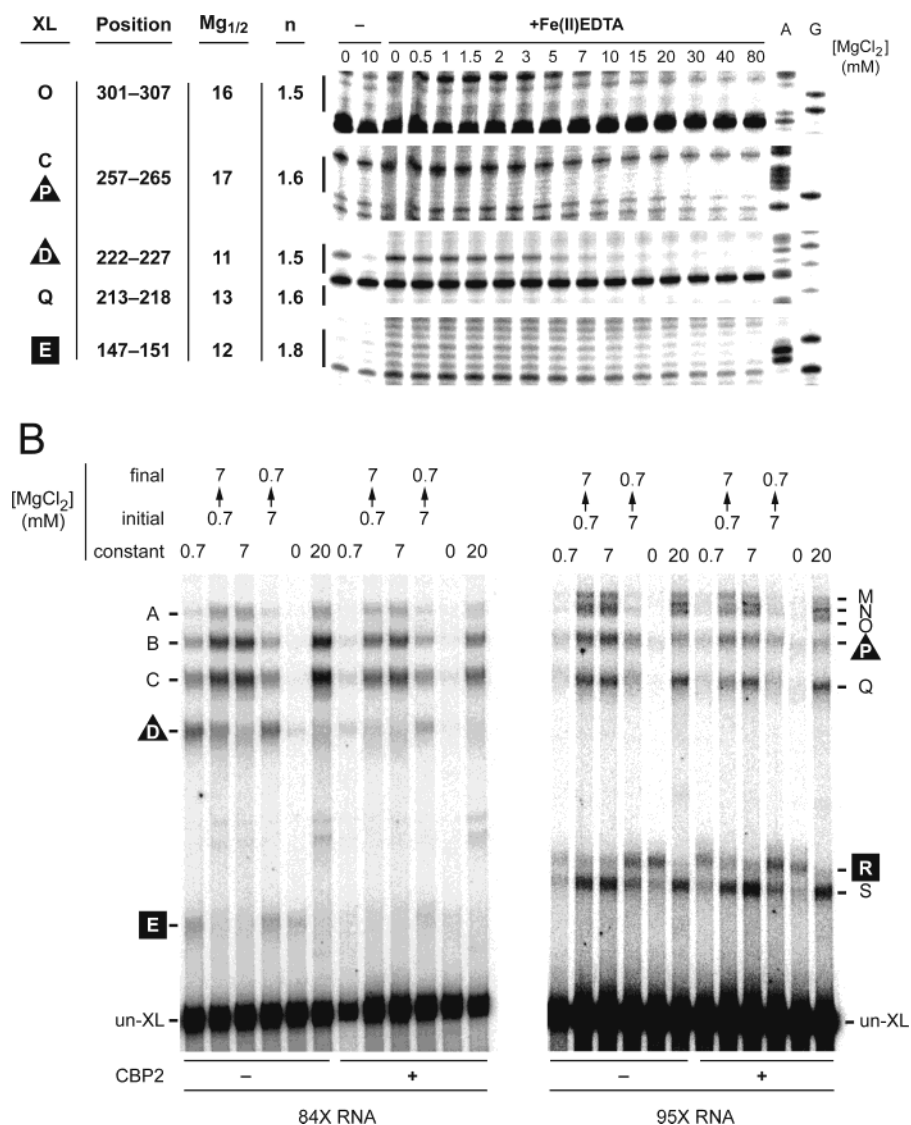 XL Position Mg1/2 n – +Fe(II)EDTA A G [MgCl2]
0 10 0 0.5 1 1.5 2 3 5 7 10 15 20 30 40 80 (mM)
O 301–307 16 1.5
C
P 257–265 17 1.6
D 222–227 11 1.5
Q 213–218 13 1.6
E 147–151 12 1.8
B
final 7 0.7 7 0.7 7 0.7 7 0.7
[MgCl2]
(mM)
initial 0.7 7 0.7 7 0.7 7 0.7 7
constant 0.7 7 0 20 0.7 7 0 20 0.7 7 0 20 0.7 7 0 20
A
B
C
D
E
un-XL
M
N
O
P
Q
R
S
un-XL
CBP2 – + – +
84X RNA 95X RNA